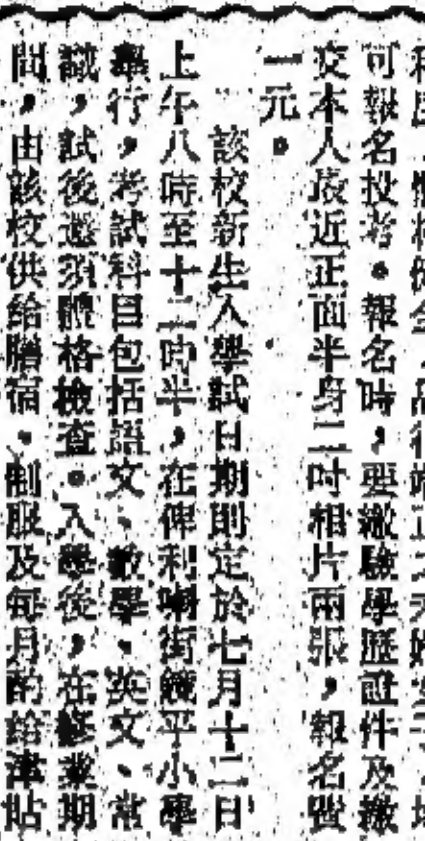 可報名投考。報名時，要繳驗學歷證件及繳
交本人最近正面半身二吋相片兩張，報名費
一元。
該校新生入學試日期則定於七月十二日
上午八時至十二時半，在俾利喇街鏡平小學
舉行，考試科目包括語文、數學、英文、常
識，試後還須體格檢查。入學後，在修業期
間，由該校供給膳宿、制服及每月酌給津貼